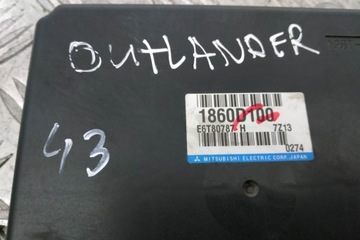 OUTLANDER
43
1860D100
E6T80787 H 7Z13
0274
MITSUBISHI ELECTRIC CORP. JAPAN